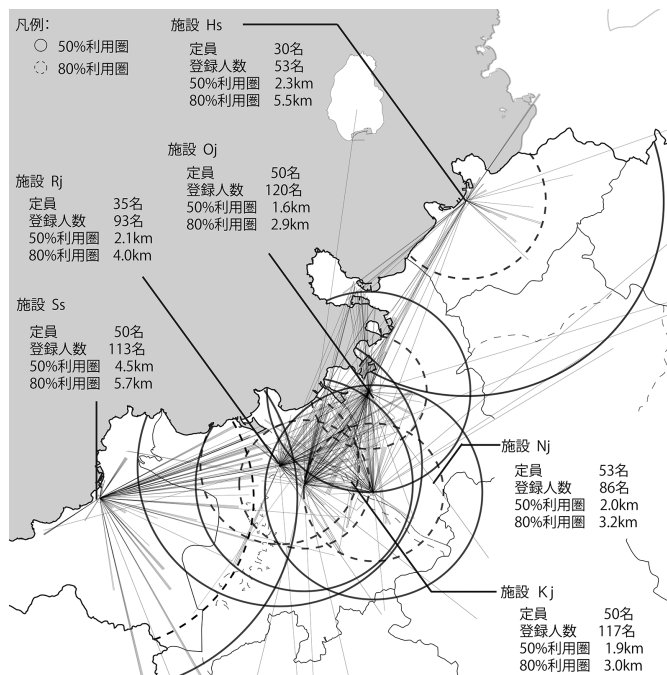 凡例：
50%利用圏
80%利用圏
施設 Hs
定員 30名
登録人数 53名
50%利用圏 2.3km
80%利用圏 5.5km
施設 Oj
定員 50名
登録人数 120名
50%利用圏 1.6km
80%利用圏 2.9km
施設 Rj
定員 35名
登録人数 93名
50%利用圏 2.1km
80%利用圏 4.0km
施設 Ss
定員 50名
登録人数 113名
50%利用圏 4.5km
80%利用圏 5.7km
施設 Nj
定員 53名
登録人数 86名
50%利用圏 2.0km
80%利用圏 3.2km
施設 Kj
定員 50名
登録人数 117名
50%利用圏 1.9km
80%利用圏 3.0km